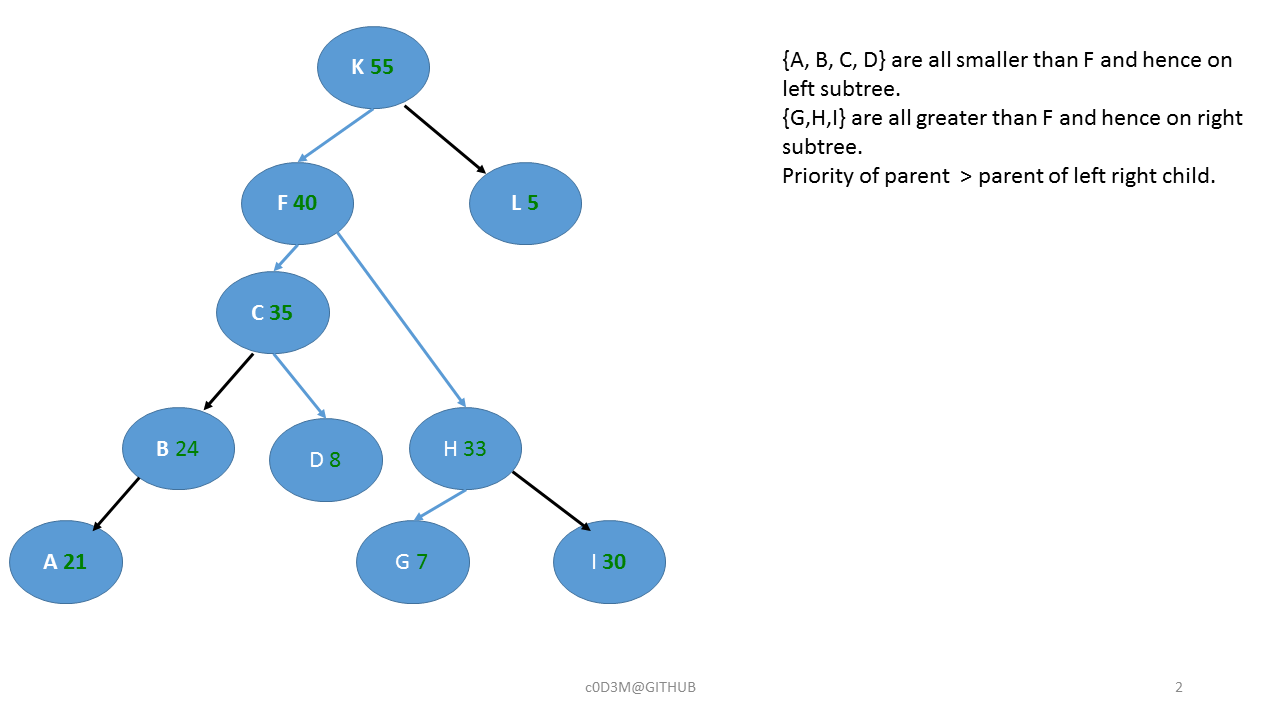 K 55
{A, B, C, D} are all smaller than F and hence on
left subtree.
{G,H,I} are all greater than F and hence on right
subtree.
Priority of parent  > parent of left right child.
F 40
L 5
C 35
B 24
D 8
H 33
A 21
G 7
I 30
c0D3M@GITHUB
2